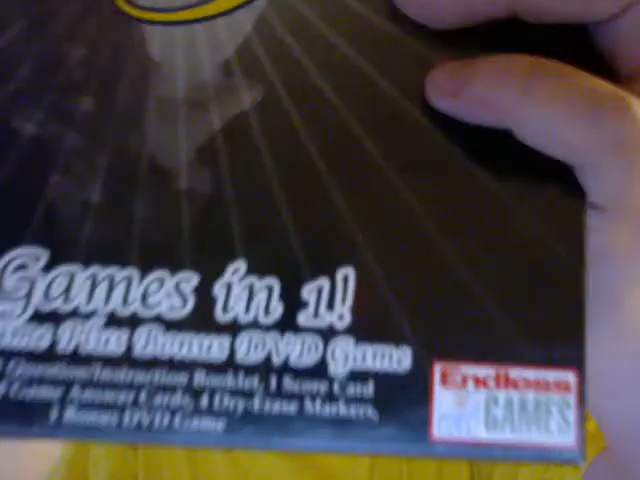 Games in 1!
Plus Bonus DVD Game
Question/Instruction Booklet, 1 Score Card
Game Answer Cards, 4 Dry-Erase Markers,
1 Bonus DVD Game
Endless
GAMES